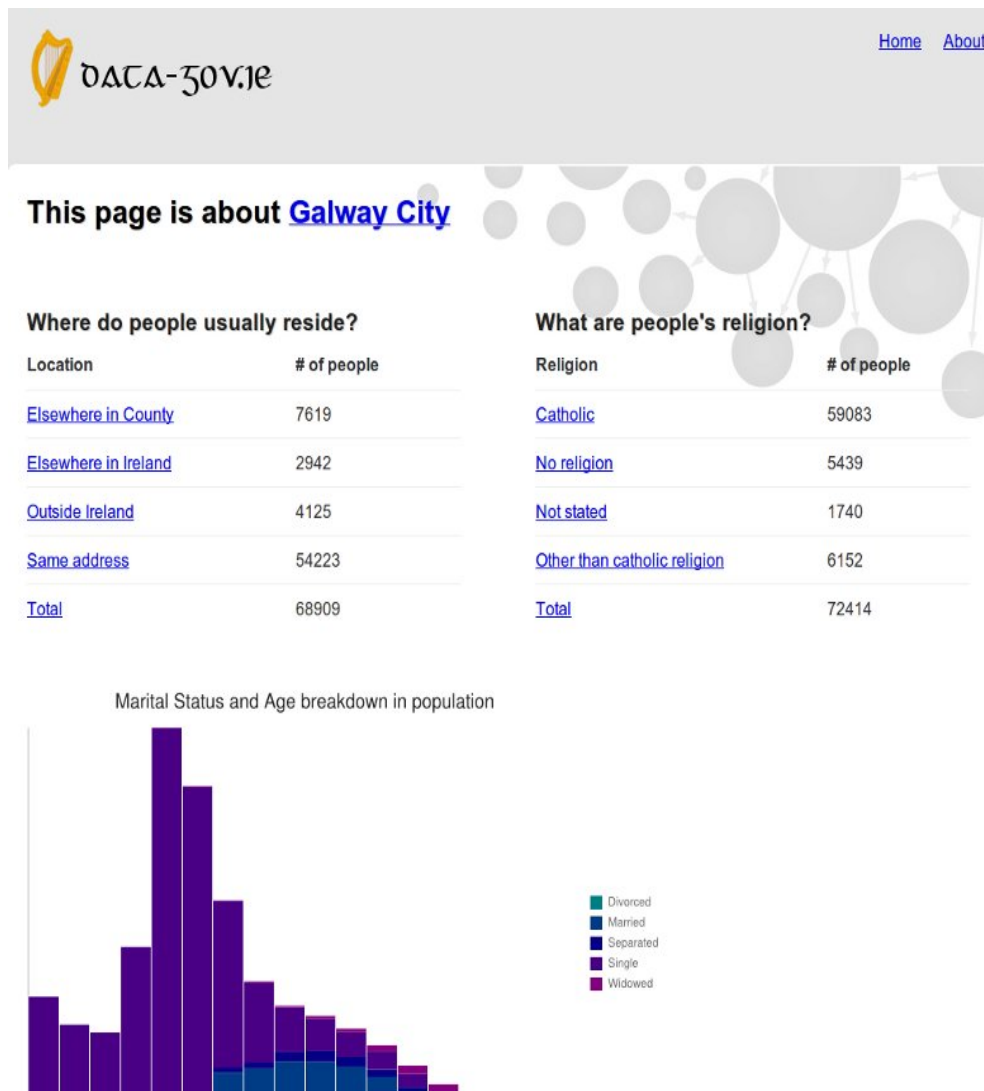 Home About
DATA-GOV.IE
This page is about Galway City
Where do people usually reside?
Location # of people
Elsewhere in County 7619
Elsewhere in Ireland 2942
Outside Ireland 4125
Same address 54223
Total 68909
What are people's religion?
Religion # of people
Catholic 59083
No religion 5439
Not stated 1740
Other than catholic religion 6152
Total 72414
Marital Status and Age breakdown in population
Divorced
Married
Separated
Single
Widowed